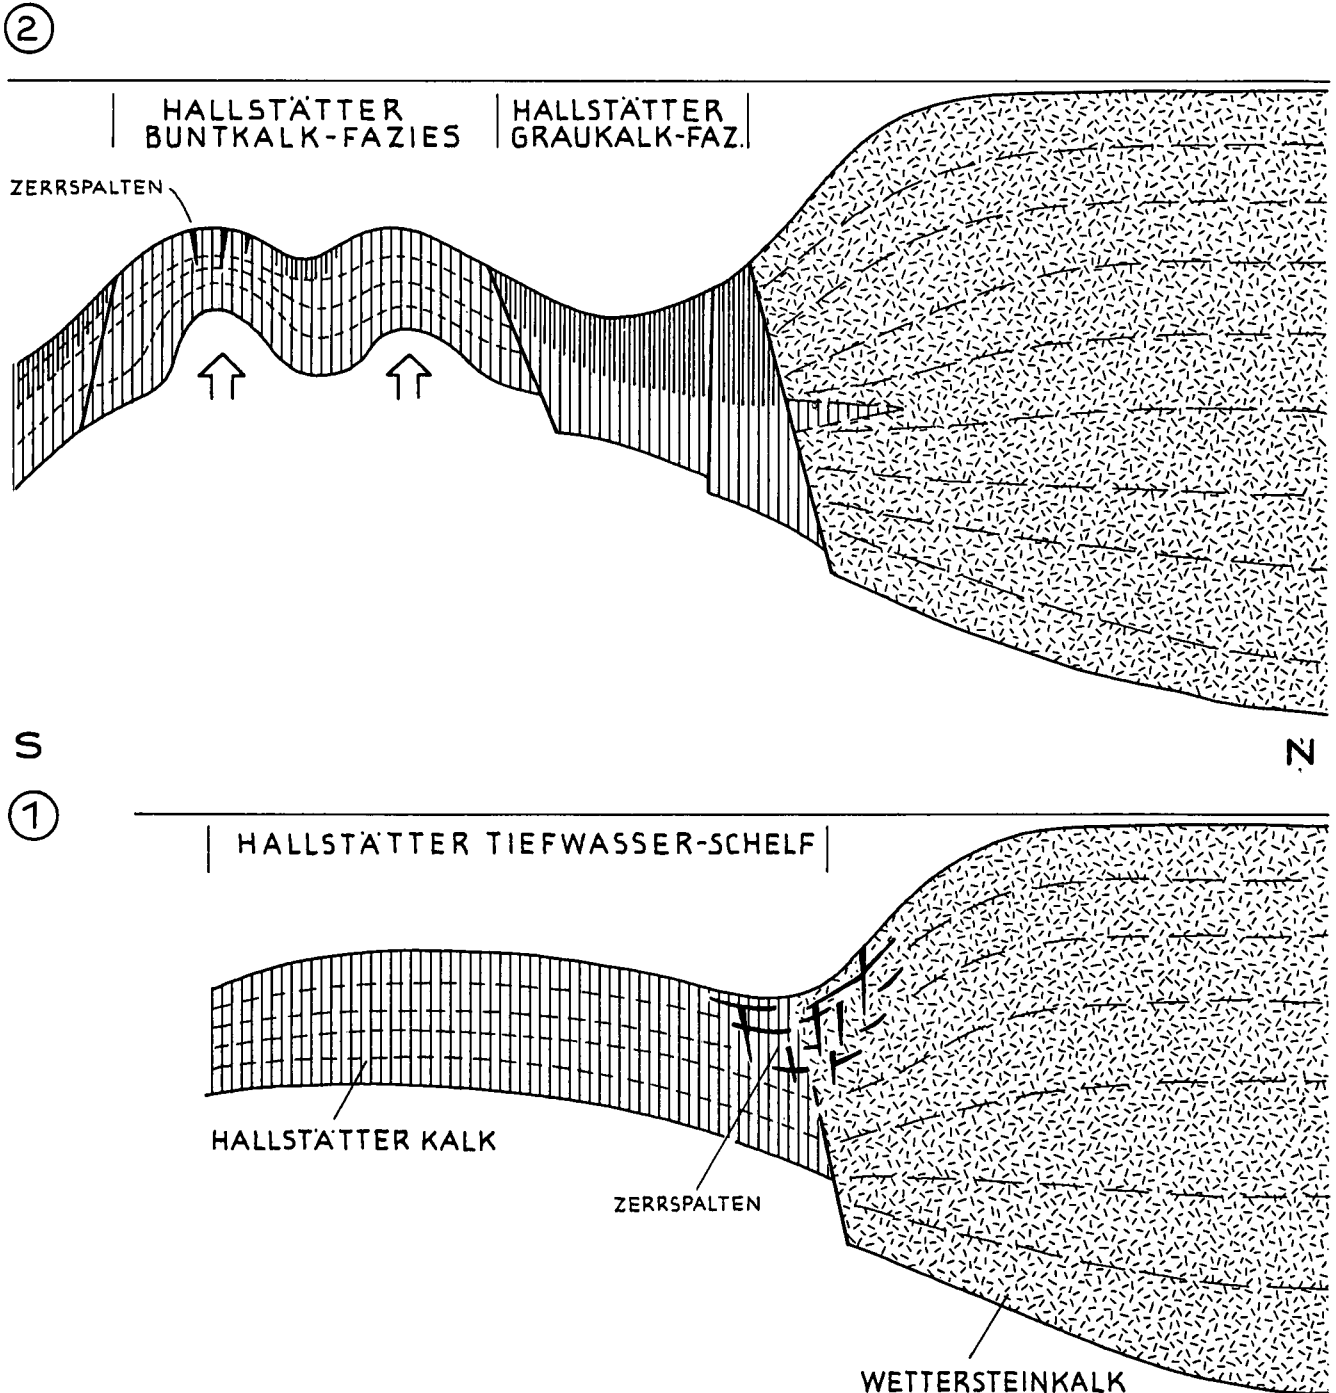 2
HALLSTÄTTER
BUNTKALK-FAZIES
HALLSTÄTTER
GRAUKALK-FAZ.
ZERRSPALTEN
S
N
1
HALLSTÄTTER TIEFWASSER-SCHELF
HALLSTÄTTER KALK
ZERRSPALTEN
WETTERSTEINKALK